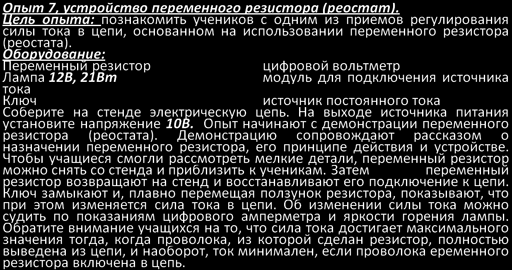 Опыт 7, устройство переменного резистора (реостат).
Цель опыта: познакомить учеников с одним из приемов регулирования
силы тока в цепи, основанном на использовании переменного резистора
(реостата).
Оборудование:
Переменный резистор цифровой вольтметр
Лампа 12В, 21Вт модуль для подключения источника
тока
Ключ источник постоянного тока
Соберите на стенде электрическую цепь. На выходе источника питания
установите напряжение 10В. Опыт начинают с демонстрации переменного
резистора (реостата). Демонстрацию сопровождают рассказом о
назначении переменного резистора, его принципе действия и устройстве.
Чтобы учащиеся смогли рассмотреть мелкие детали, переменный резистор
можно снять со стенда и приблизить к ученикам. Затем переменный
резистор возвращают на стенд и восстанавливают его подключение к цепи.
Ключ замыкают и, плавно перемещая ползунок резистора, показывают, что
при этом изменяется сила тока в цепи. Об изменении силы тока можно
судить по показаниям цифрового амперметра и яркости горения лампы.
Обратите внимание учащихся на то, что сила тока достигает максимального
значения тогда, когда проволока, из которой сделан резистор, полностью
выведена из цепи, и наоборот, ток минимален, если проволока переменного
резистора включена в цепь.